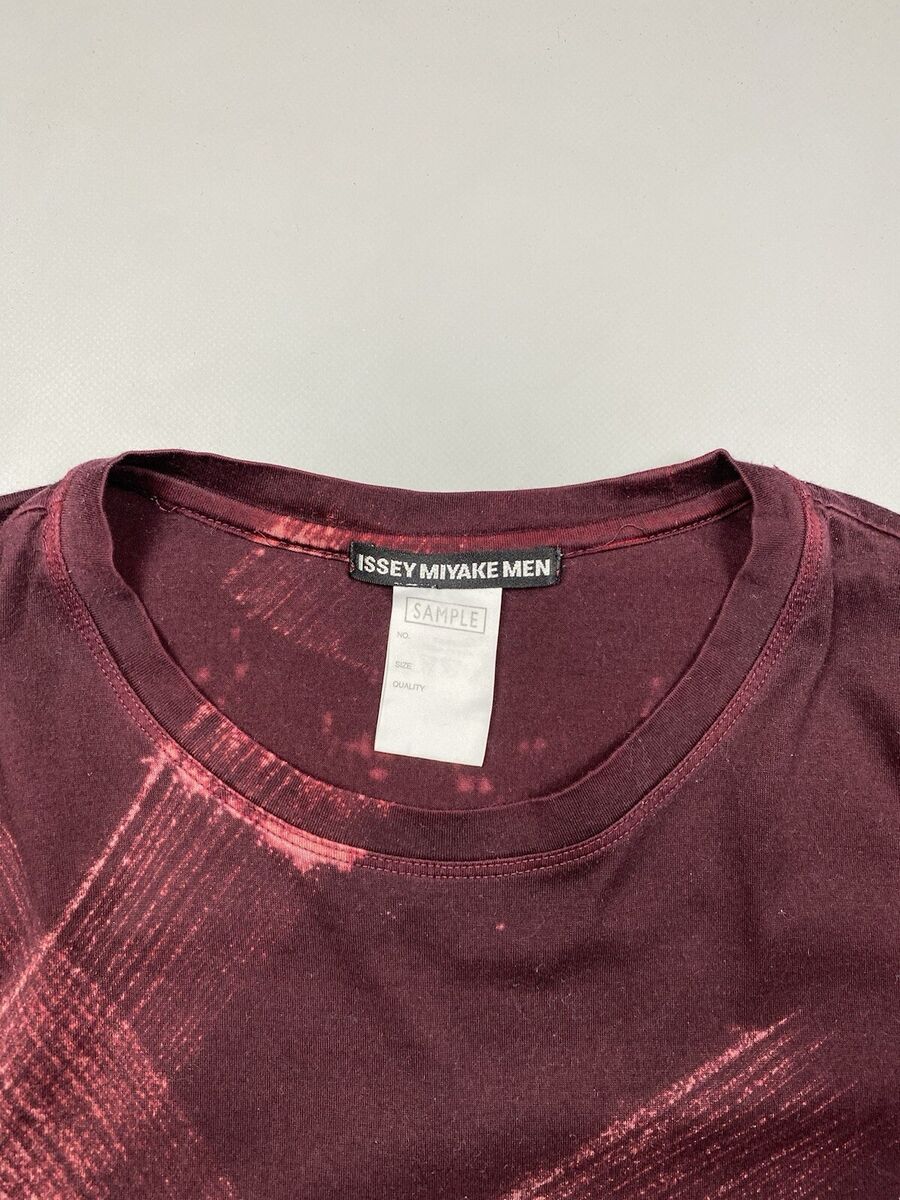 ISSEY MIYAKE MEN
SAMPLE
NO.
SIZE
QUALITY